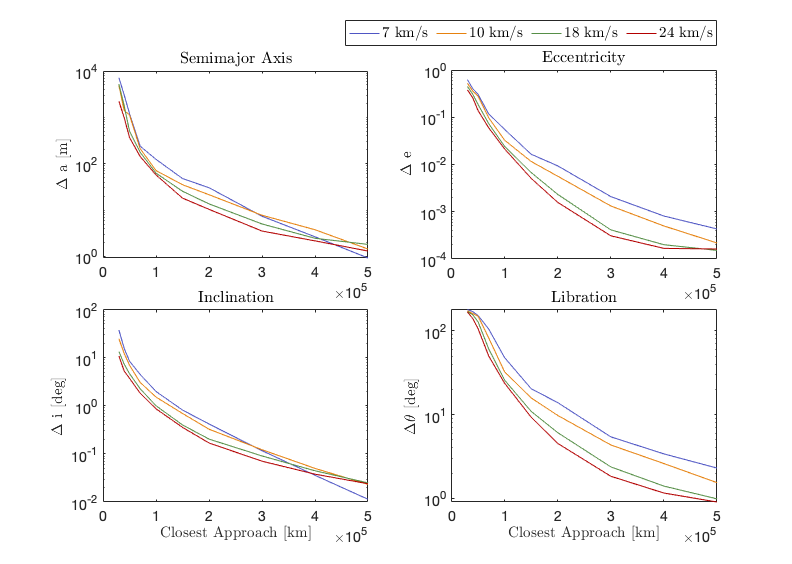 7 km/s 10 km/s 18 km/s 24 km/s
Semimajor Axis
Δ a [m]
10^4
10^2
10^0
0 1 2 3 4 5
×10^5
Eccentricity
Δ e
10^0
10^-1
10^-2
10^-3
10^-4
0 1 2 3 4 5
×10^5
Inclination
Δ i [deg]
10^2
10^1
10^0
10^-1
10^-2
0 1 2 3 4 5
Closest Approach [km]
×10^5
Libration
Δθ [deg]
10^2
10^1
10^0
0 1 2 3 4 5
Closest Approach [km]
×10^5